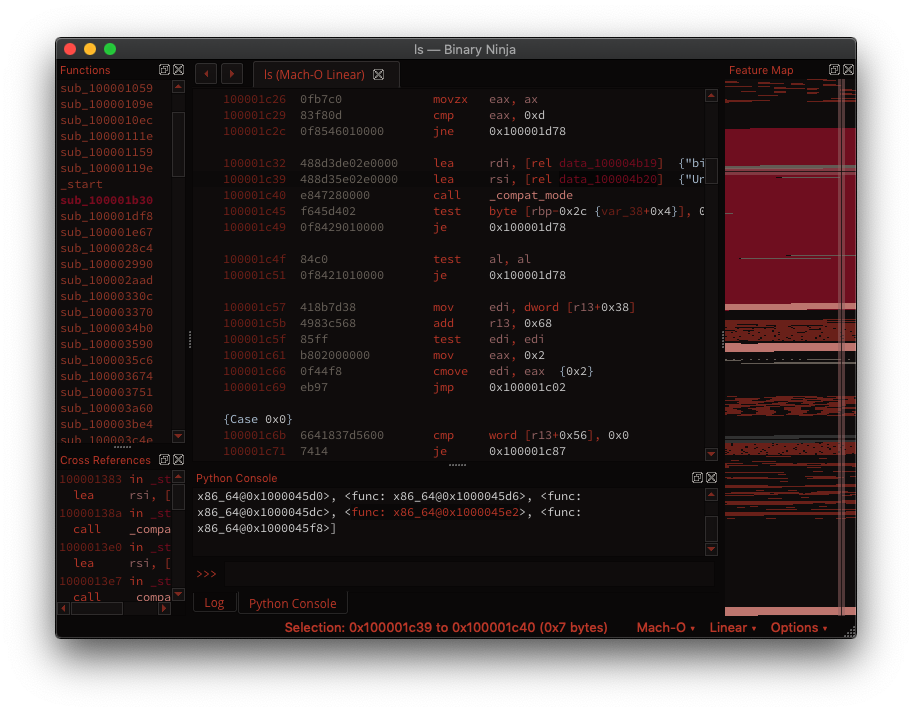 ls — Binary Ninja
Functions
sub_100001059
sub_10000109e
sub_1000010ec
sub_10000111e
sub_100001159
sub_10000119e
_start
sub_100001b30
sub_100001df8
sub_100001e67
sub_1000028c4
sub_100002990
sub_100002aad
sub_10000330c
sub_100003370
sub_1000034b0
sub_100003590
sub_1000035c6
sub_100003674
sub_100003751
sub_100003a60
sub_100003be4
sub_100003c4e
Cross References
100001383 in _st
lea rsi, [
10000138a in _st
call _compa
1000013e0 in _st
lea rsi, [
1000013e7 in _st
call _compa
ls (Mach-O Linear)
100001c26 0fb7c0 movzx eax, ax
100001c29 83f80d cmp eax, 0xd
100001c2c 0f8546010000 jne 0x100001d78
100001c32 488d3de02e0000 lea rdi, [rel data_100004b19] {"bi
100001c39 488d35e02e0000 lea rsi, [rel data_100004b20] {"Un
100001c40 e847280000 call _compat_mode
100001c45 f645d402 test byte [rbp-0x2c {var_38+0x4}], 0
100001c49 0f8429010000 je 0x100001d78
100001c4f 84c0 test al, al
100001c51 0f8421010000 je 0x100001d78
100001c57 418b7d38 mov edi, dword [r13+0x38]
100001c5b 4983c568 add r13, 0x68
100001c5f 85ff test edi, edi
100001c61 b802000000 mov eax, 0x2
100001c66 0f44f8 cmove edi, eax {0x2}
100001c69 eb97 jmp 0x100001c02
{Case 0x0}
100001c6b 6641837d5600 cmp word [r13+0x56], 0x0
100001c71 7414 je 0x100001c87
Python Console
x86_64@0x1000045d0>, <func: x86_64@0x1000045d6>, <func:
x86_64@0x1000045dc>, <func: x86_64@0x1000045e2>, <func:
x86_64@0x1000045f8>]
>>>
Log Python Console
Feature Map
Selection: 0x100001c39 to 0x100001c40 (0x7 bytes) Mach-O Linear Options